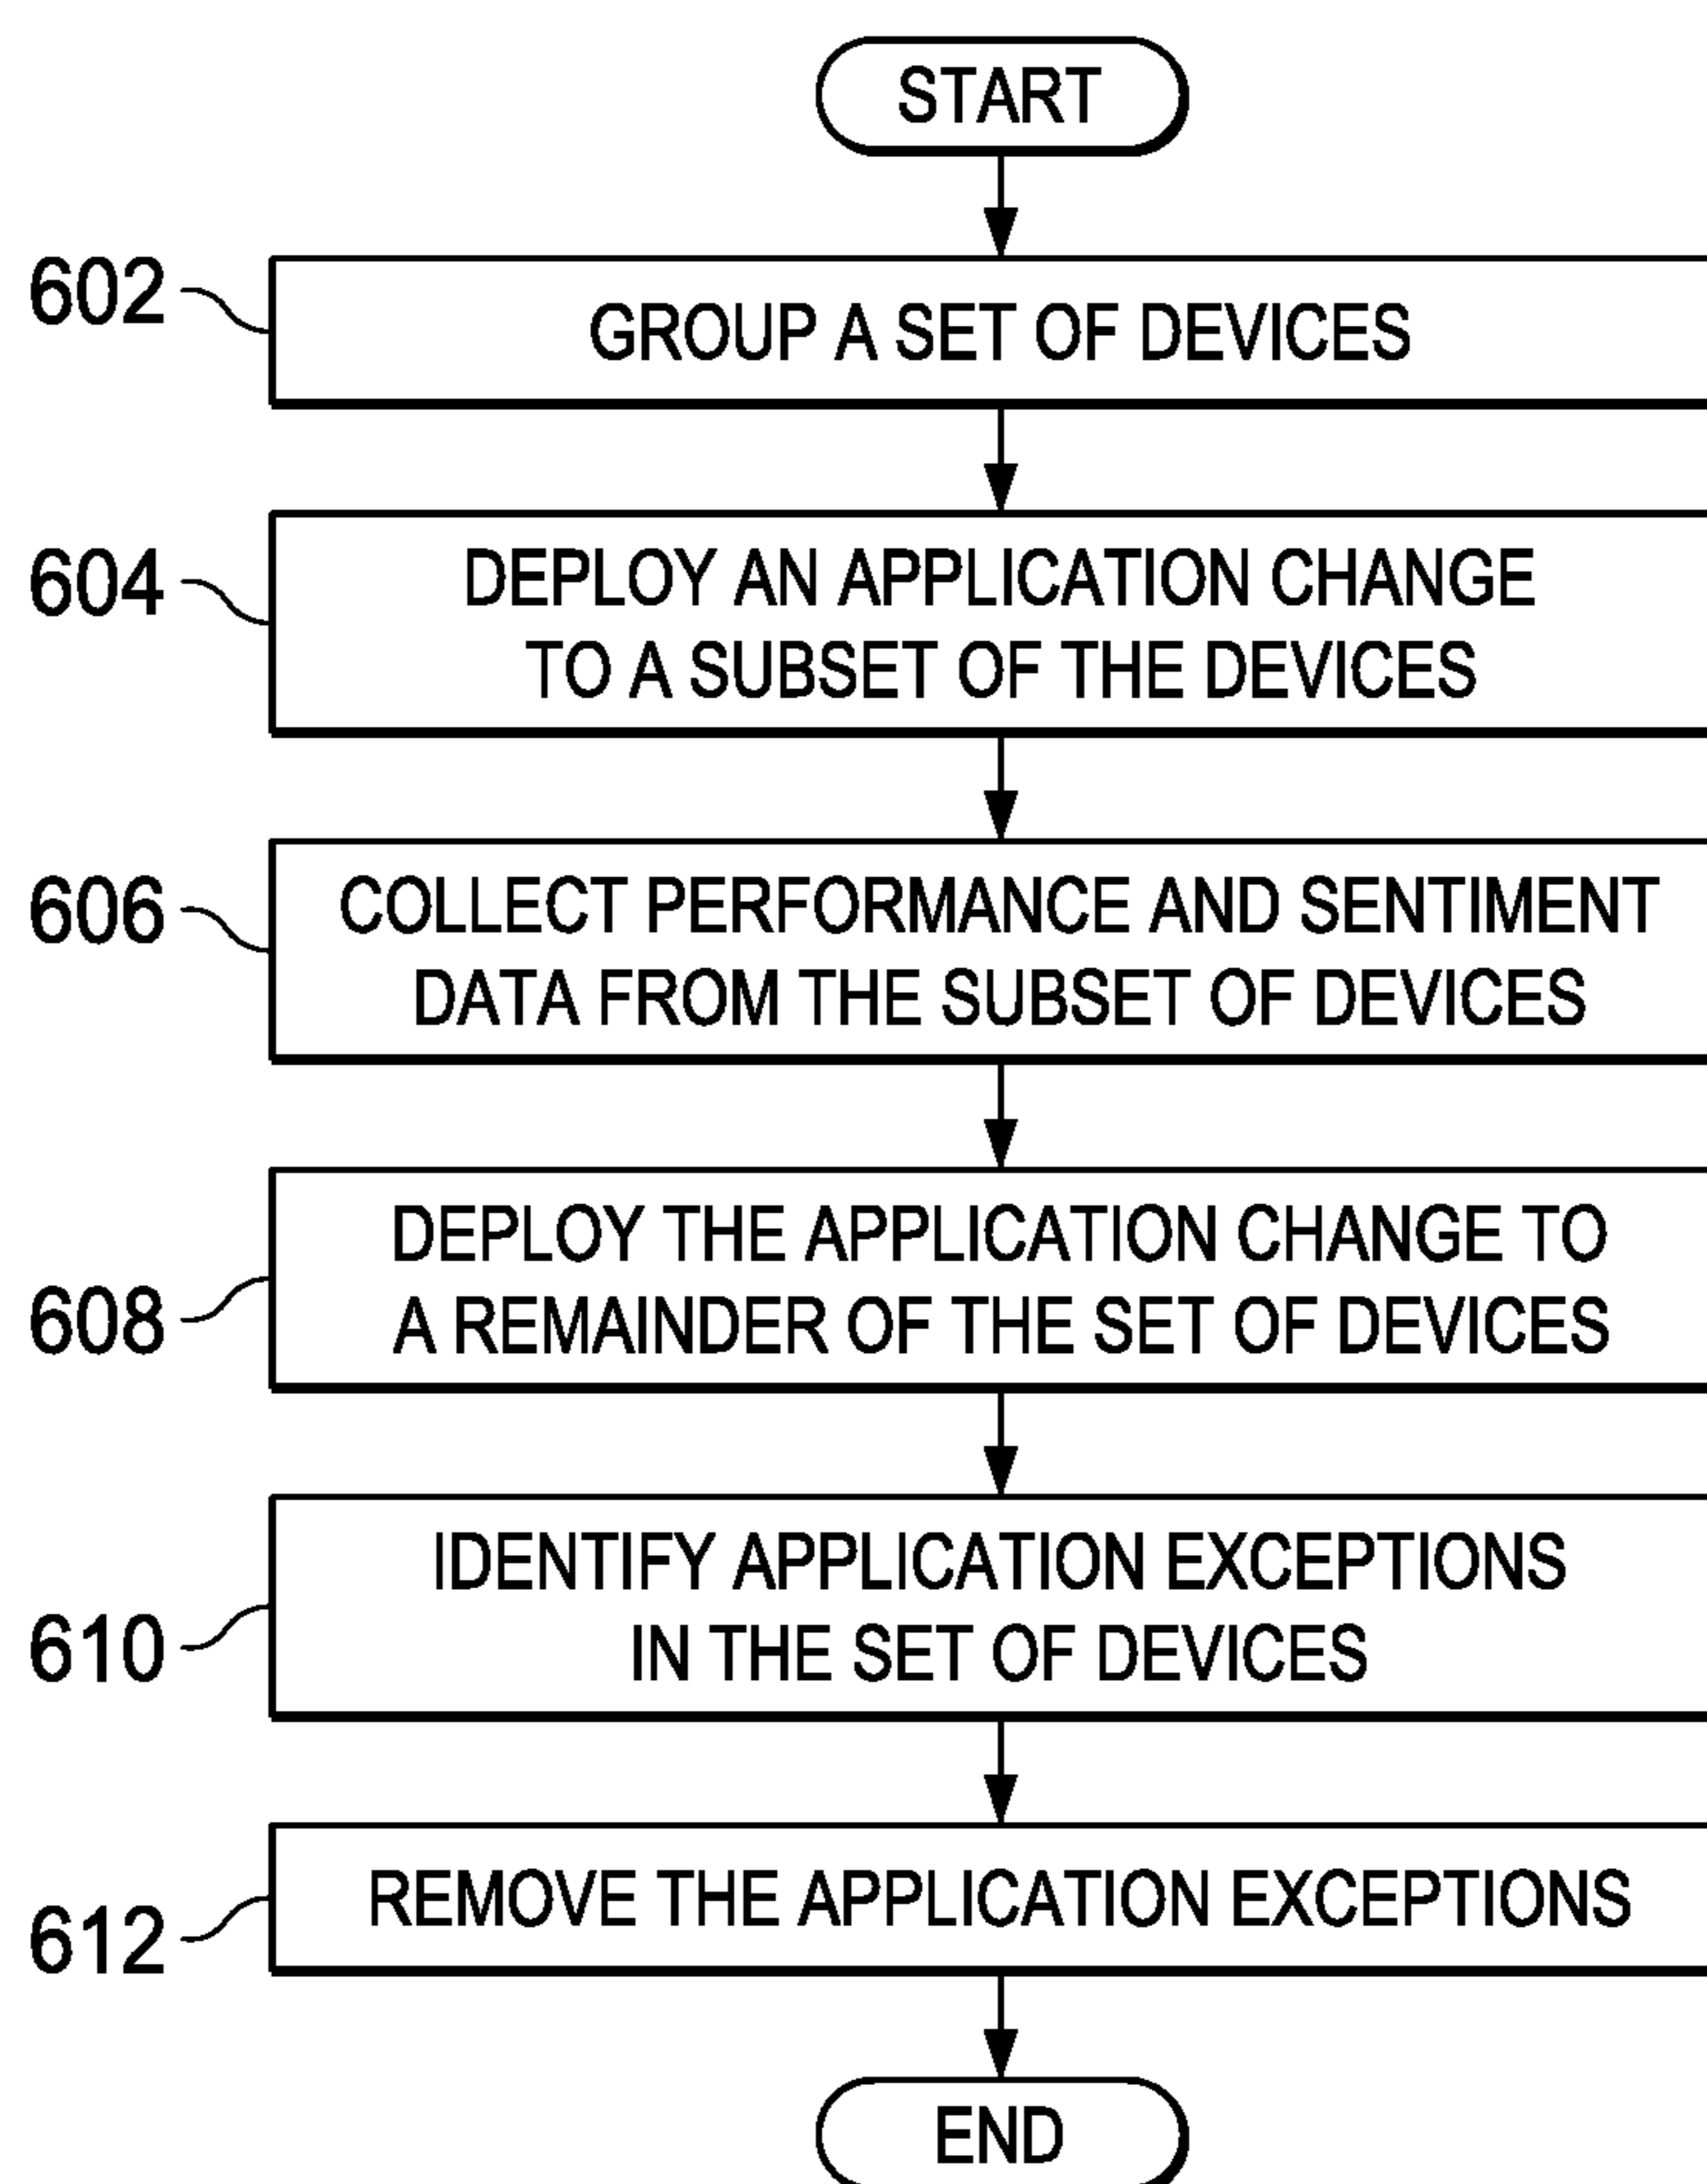 START
602
GROUP A SET OF DEVICES
604
DEPLOY AN APPLICATION CHANGE
TO A SUBSET OF THE DEVICES
606
COLLECT PERFORMANCE AND SENTIMENT
DATA FROM THE SUBSET OF DEVICES
608
DEPLOY THE APPLICATION CHANGE TO
A REMAINDER OF THE SET OF DEVICES
610
IDENTIFY APPLICATION EXCEPTIONS
IN THE SET OF DEVICES
612
REMOVE THE APPLICATION EXCEPTIONS
END